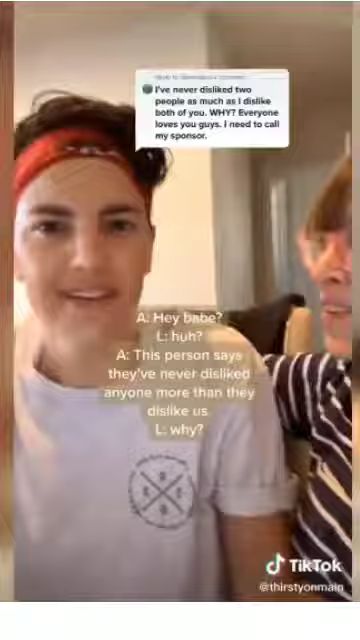 I've never disliked two
people as much as I dislike
both of you. WHY? Everyone
loves you guys. I need to call
my sponsor.
A: Hey babe?
L: huh?
A: This person says
they've never disliked
anyone more than they
dislike us
L: why?
TikTok
@thirstyonmain